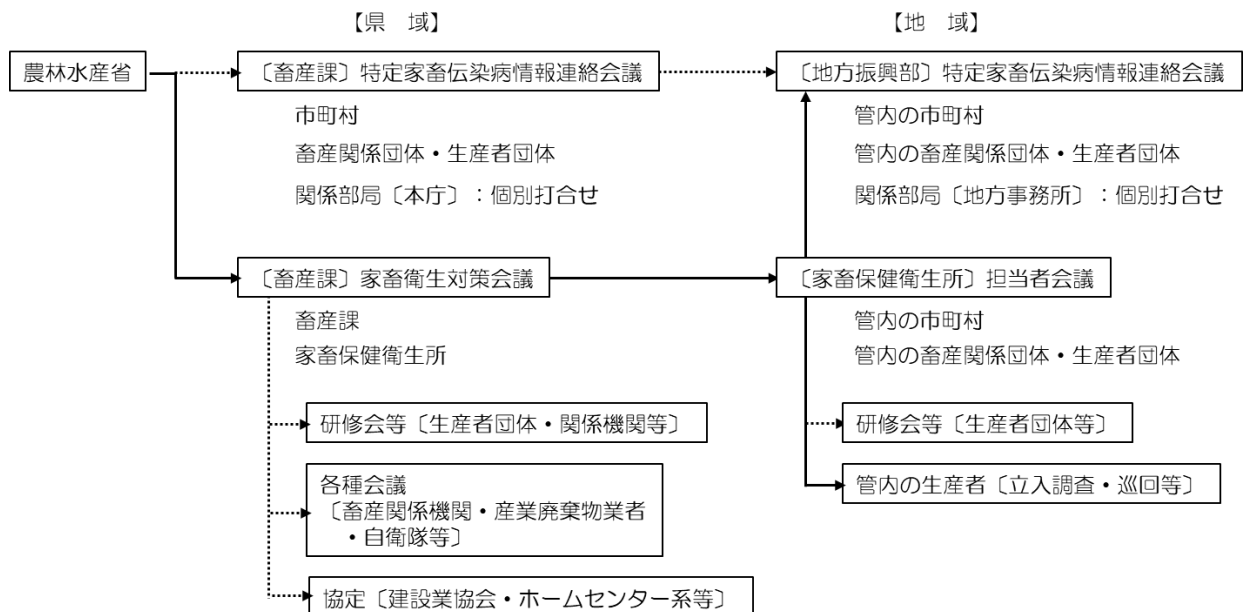 【県　域】
【地　域】
農林水産省
〔畜産課〕特定家畜伝染病情報連絡会議
〔地方振興部〕特定家畜伝染病情報連絡会議
市町村
管内の市町村
畜産関係団体・生産者団体
管内の畜産関係団体・生産者団体
関係部局〔本庁〕：個別打合せ
関係部局〔地方事務所〕：個別打合せ
〔畜産課〕家畜衛生対策会議
〔家畜保健衛生所〕担当者会議
畜産課
管内の市町村
家畜保健衛生所
管内の畜産関係団体・生産者団体
研修会等〔生産者団体・関係機関等〕
研修会等〔生産者団体等〕
各種会議
〔畜産関係機関・産業廃棄物業者
・自衛隊等〕
管内の生産者〔立入調査・巡回等〕
協定〔建設業協会・ホームセンター系等〕